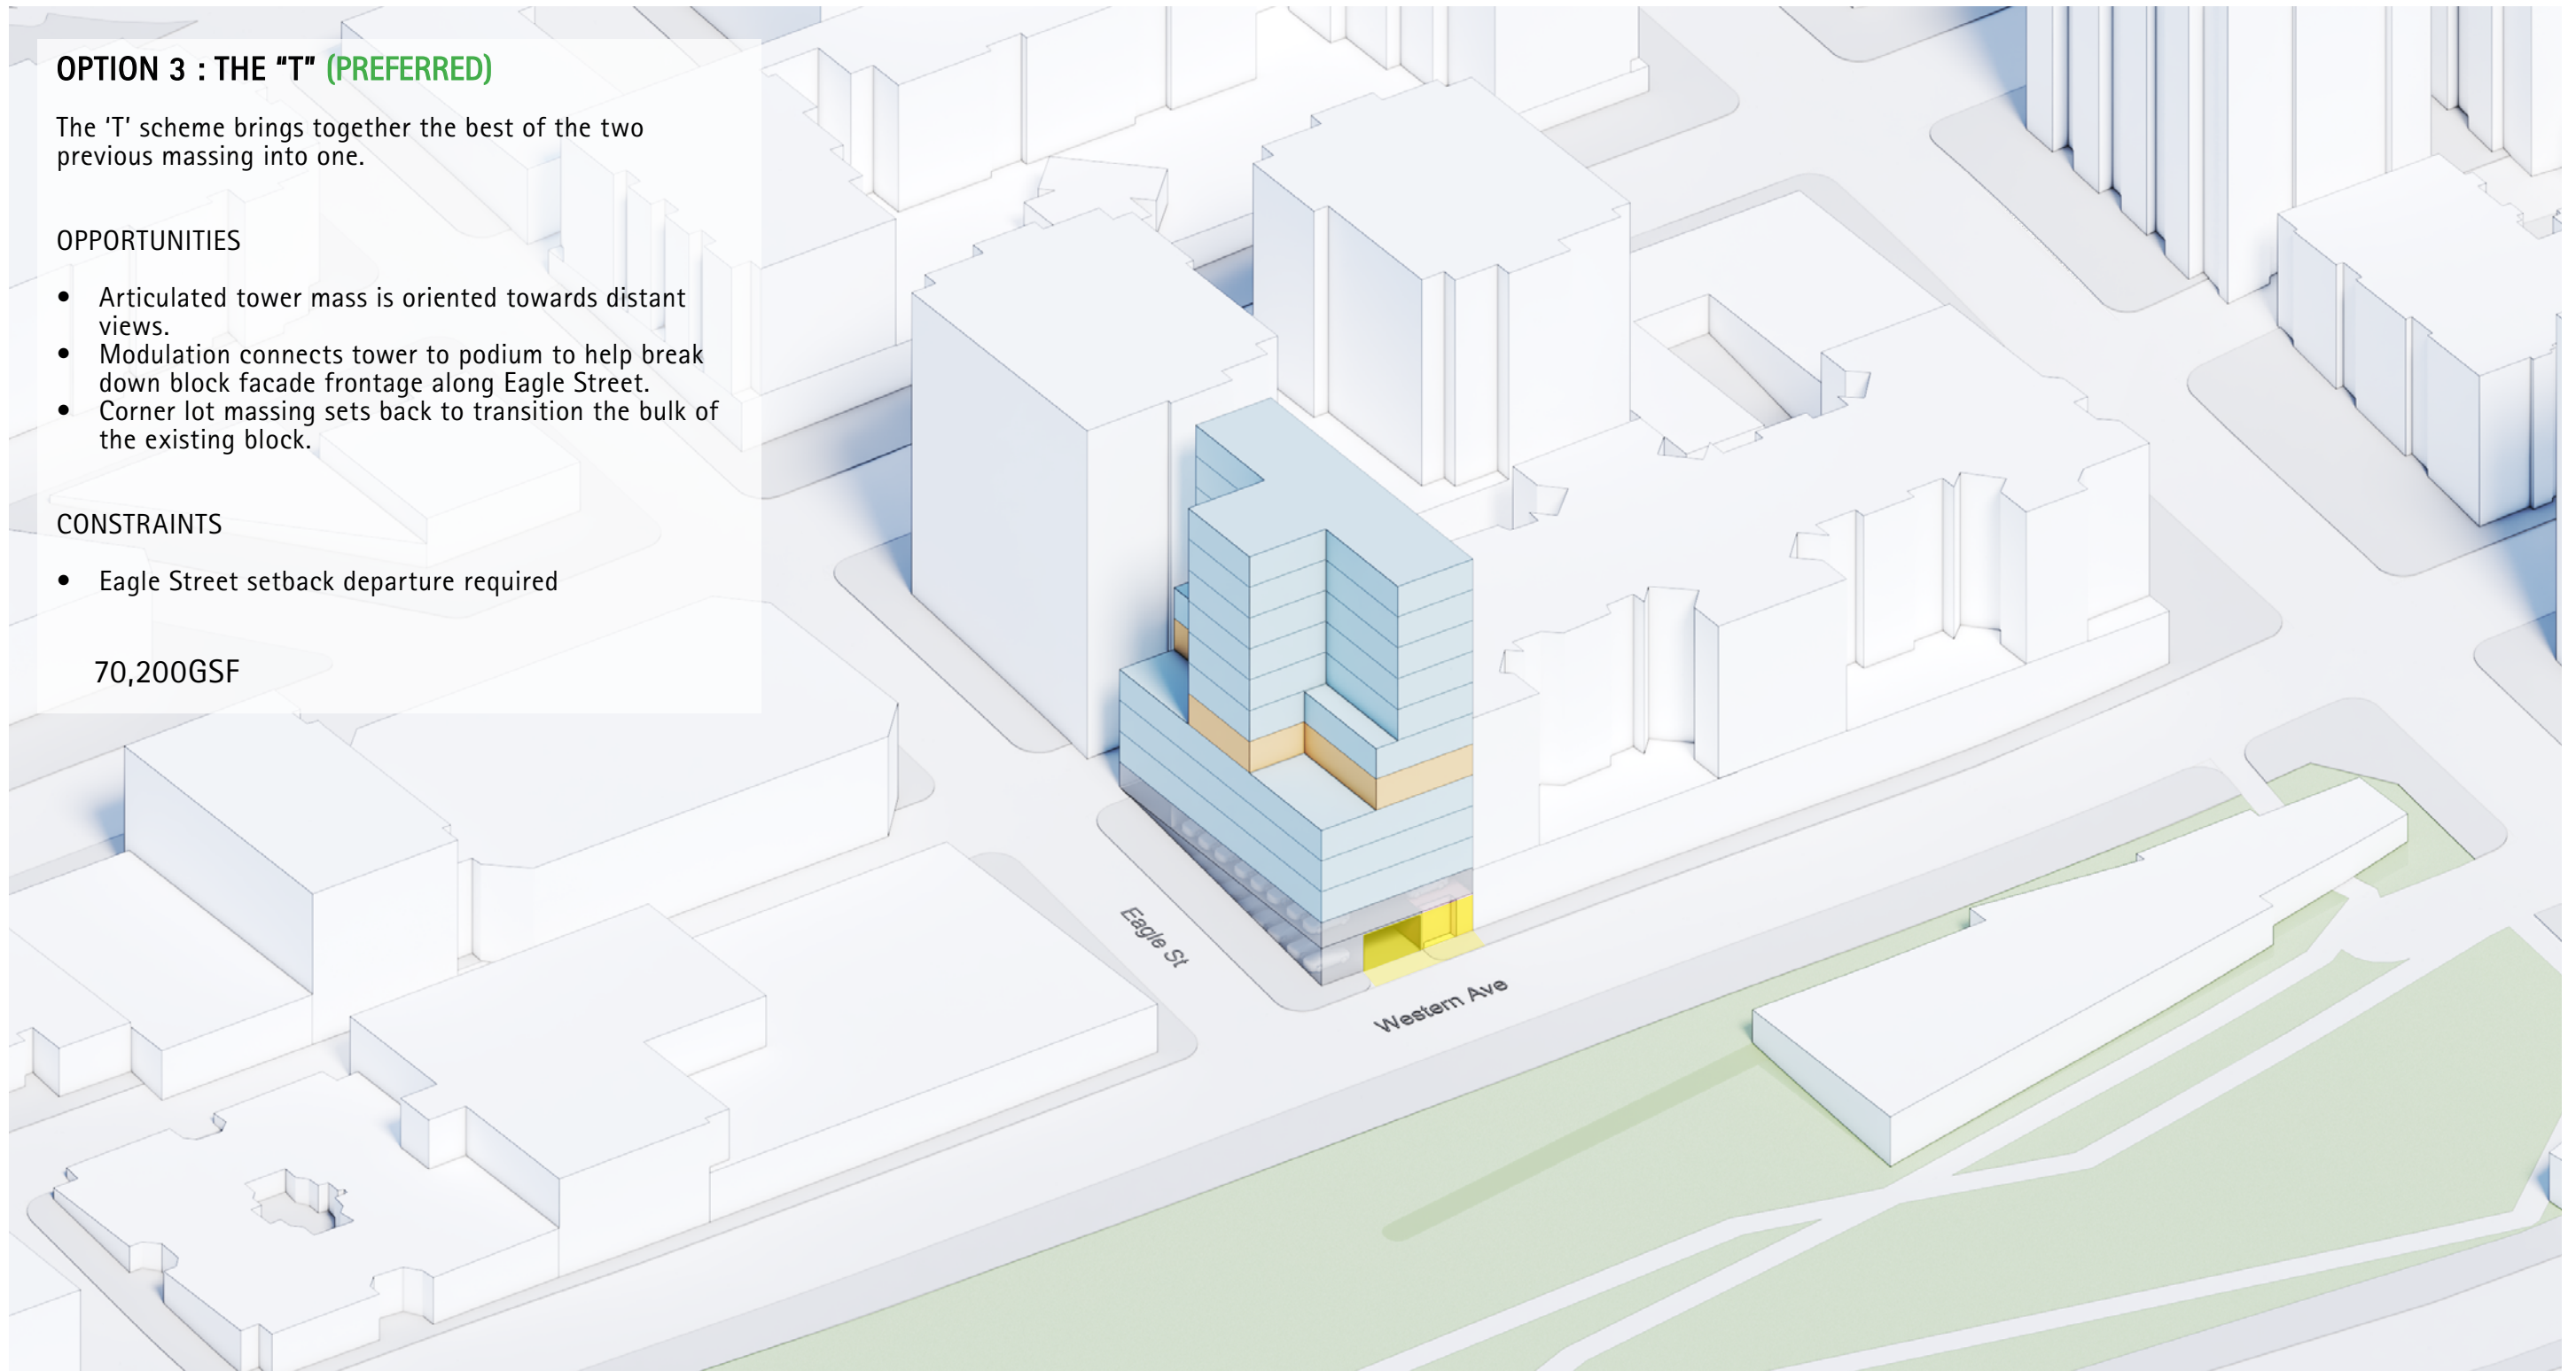 OPTION 3 : THE "T" (PREFERRED)
The 'T' scheme brings together the best of the two
previous massing into one.
OPPORTUNITIES
• Articulated tower mass is oriented towards distant
views.
• Modulation connects tower to podium to help break
down block facade frontage along Eagle Street.
• Corner lot massing sets back to transition the bulk of
the existing block.
CONSTRAINTS
• Eagle Street setback departure required
70,200GSF
Eagle St
Western Ave